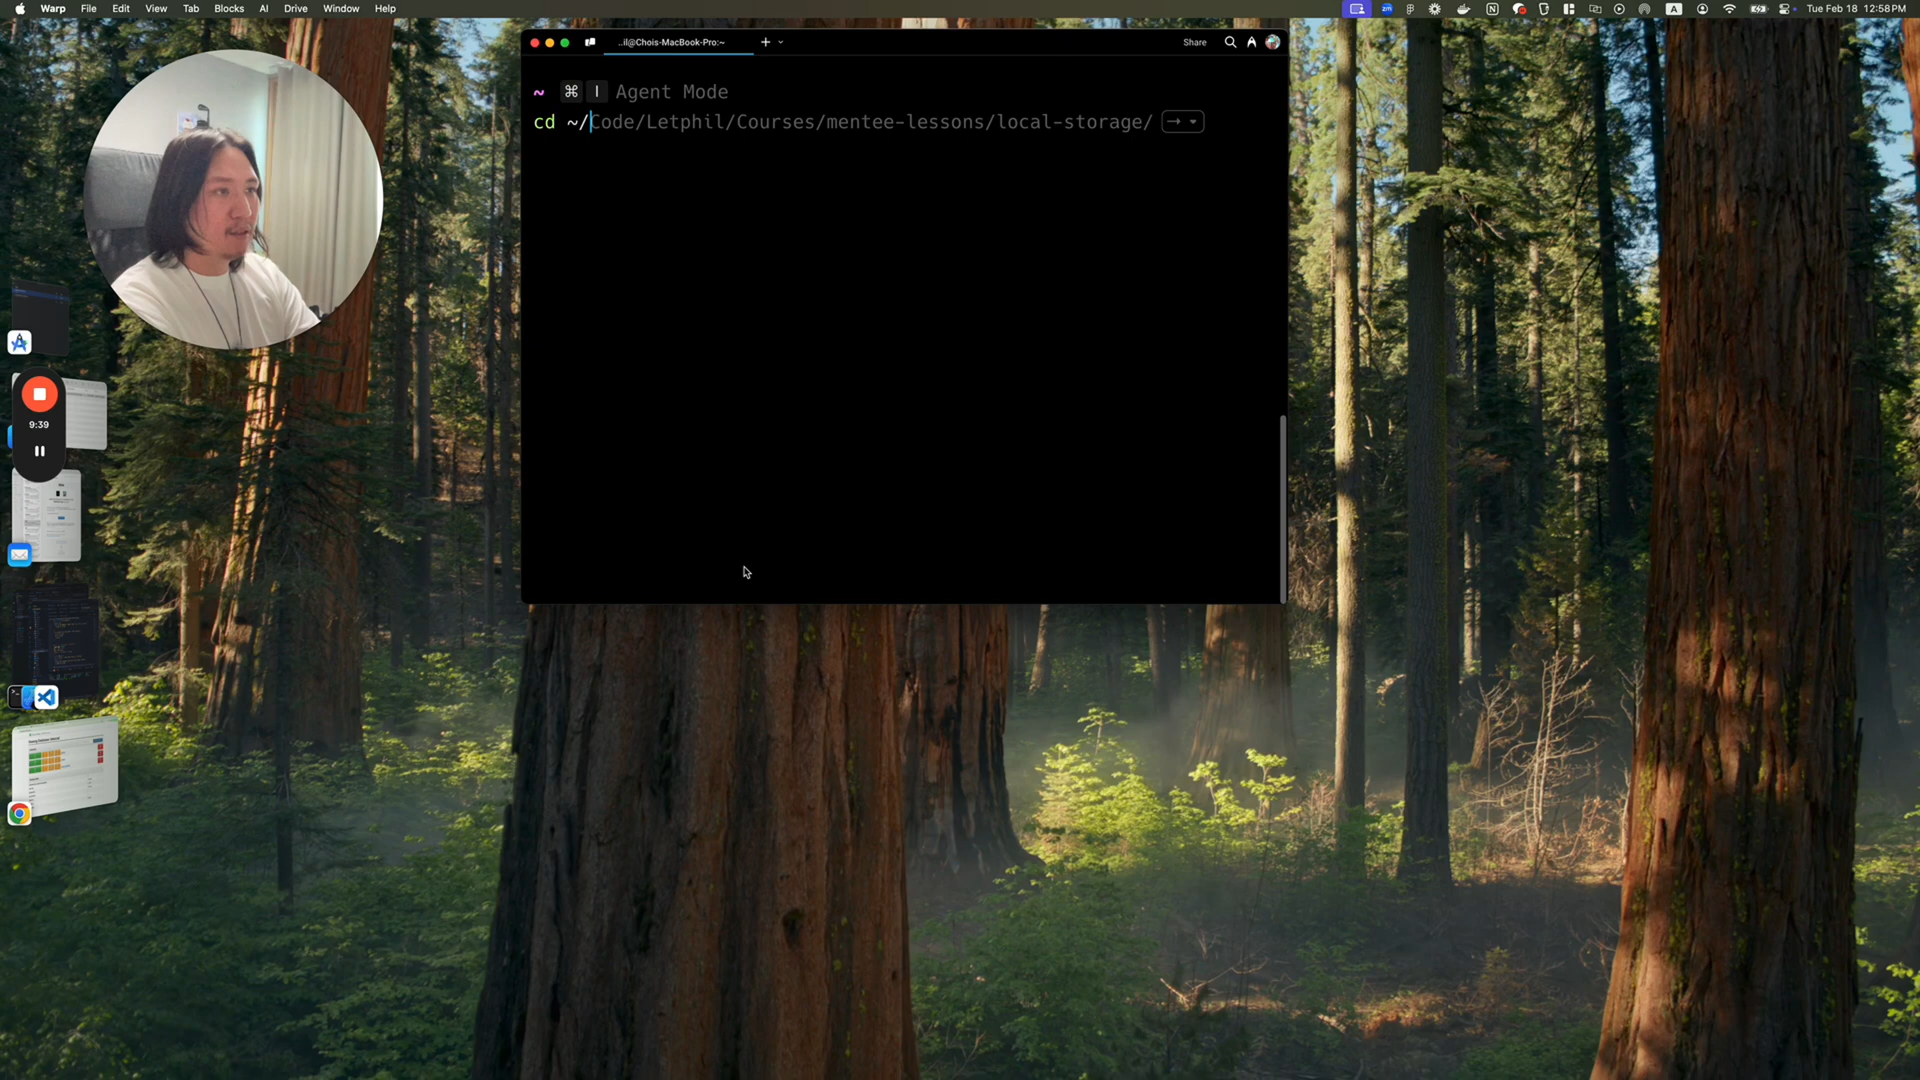 Warp File Edit View Tab Blocks AI Drive Window Help
A Tue Feb 18 12:58PM
..il@Chois-MacBook-Pro:~ Share
~ ⌘ I Agent Mode
cd ~/Code/Letphil/Courses/mentee-lessons/local-storage/
9:39